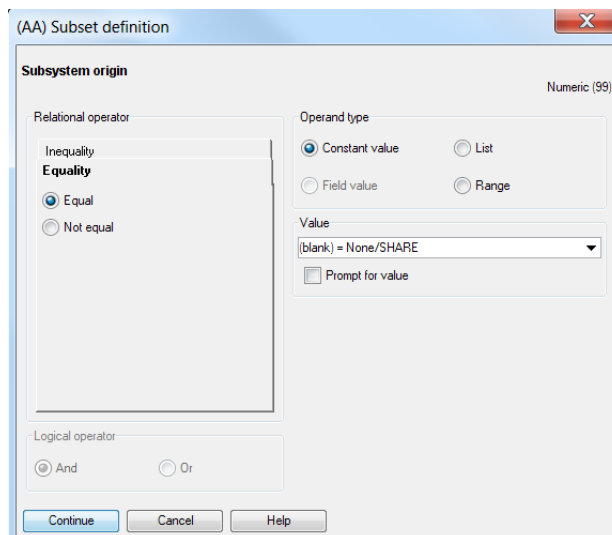 (AA) Subset definition
Subsystem origin
Numeric (99)
Relational operator
Inequality
Equality
Equal
Not equal
Operand type
Constant value
List
Field value
Range
Value
(blank) = None/SHARE
Prompt for value
Logical operator
And
Or
Continue
Cancel
Help